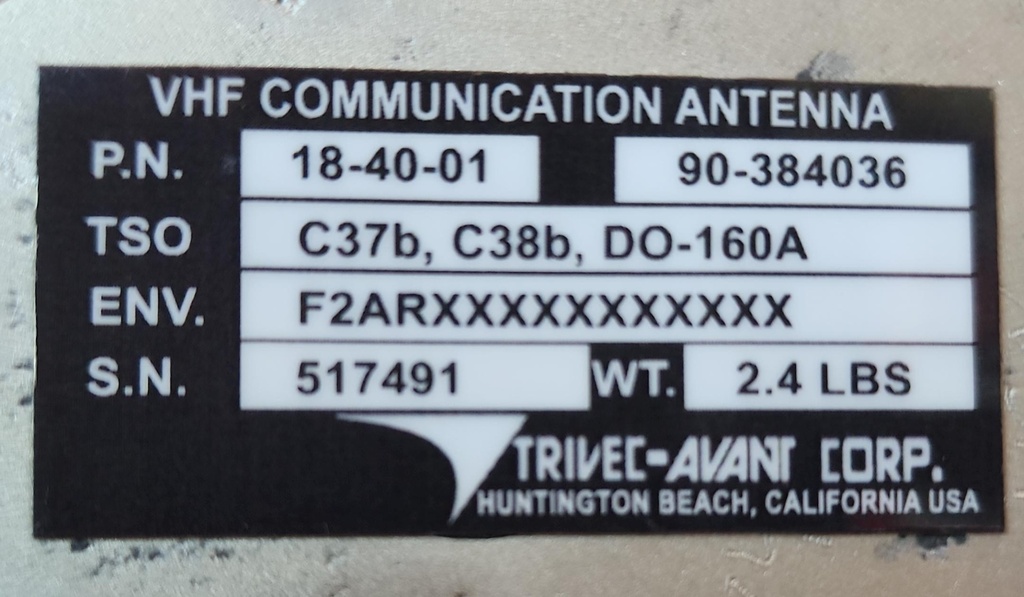 VHF COMMUNICATION ANTENNA
P.N. 18-40-01 90-384036
TSO C37b, C38b, DO-160A
ENV. F2ARXXXXXXXXXXXX
S.N. 517491 WT. 2.4 LBS
TRIVEC-AVANT CORP.
HUNTINGTON BEACH, CALIFORNIA USA